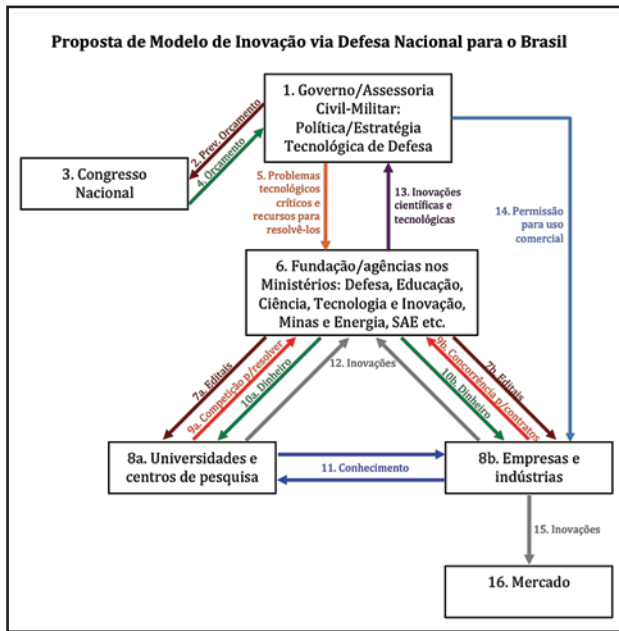 Proposta de Modelo de Inovação via Defesa Nacional para o Brasil
1. Governo/Assessoria
Civil-Militar:
Política/Estratégia
Tecnológica de Defesa
2. Prev. Orçamento
4. Orçamento
3. Congresso
Nacional
5. Problemas
tecnológicos
críticos e
recursos para
resolvê-los
13. Inovações
científicas e
tecnológicas
14. Permissão
para uso
comercial
6. Fundação/agências nos
Ministérios: Defesa, Educação,
Ciência, Tecnologia e Inovação,
Minas e Energia, SAE etc.
7a. Editais
9a. Competição p/resolver
10a. Dinheiro
12. Inovações
10b. Dinheiro
9b. Concorrência p/contratos
7b. Editais
8a. Universidades e
centros de pesquisa
11. Conhecimento
8b. Empresas e
indústrias
15. Inovações
16. Mercado